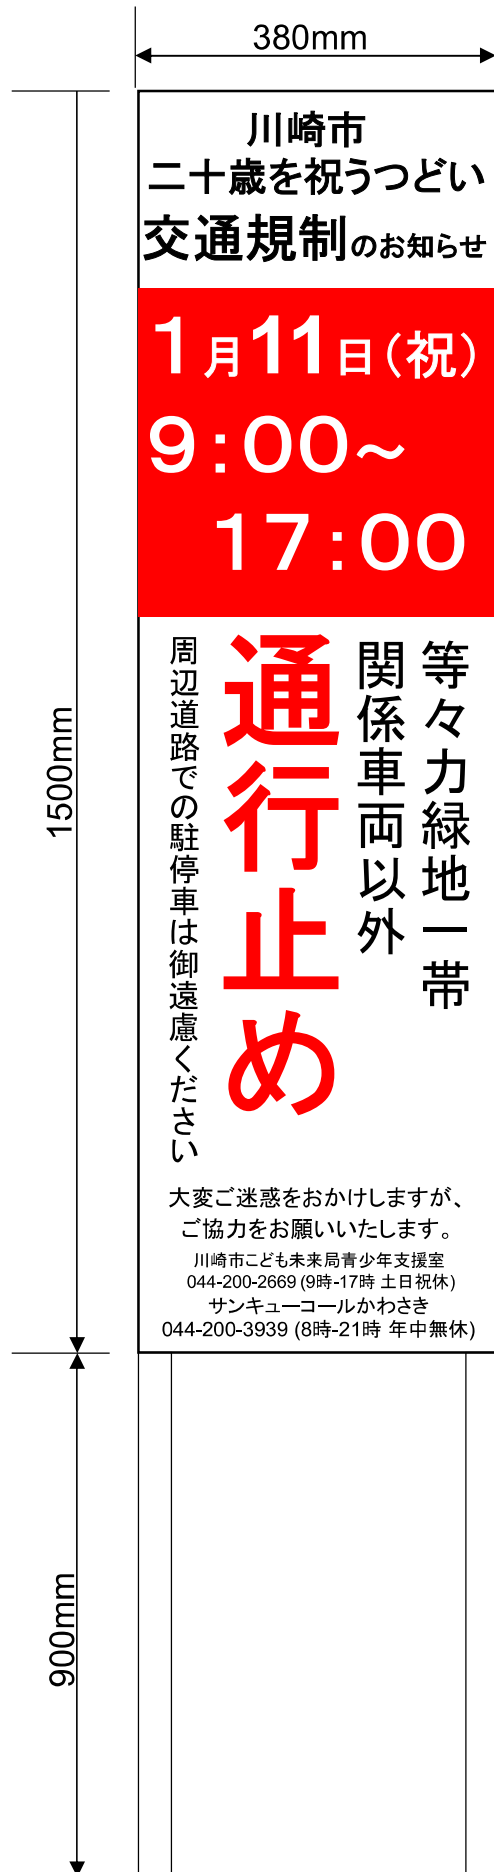 380mm
川崎市
二十歳を祝うつどい
交通規制のお知らせ
1月11日（祝）
9：00～
17：00
等々力緑地一帯
関係車両以外
通行止め
周辺道路での駐停車は御遠慮ください
大変ご迷惑をおかけしますが、
ご協力をお願いいたします。
川崎市こども未来局青少年支援室
044-200-2669 (9時-17時 土日祝休)
サンキューコールかわさき
044-200-3939 (8時-21時 年中無休)
1500mm
900mm